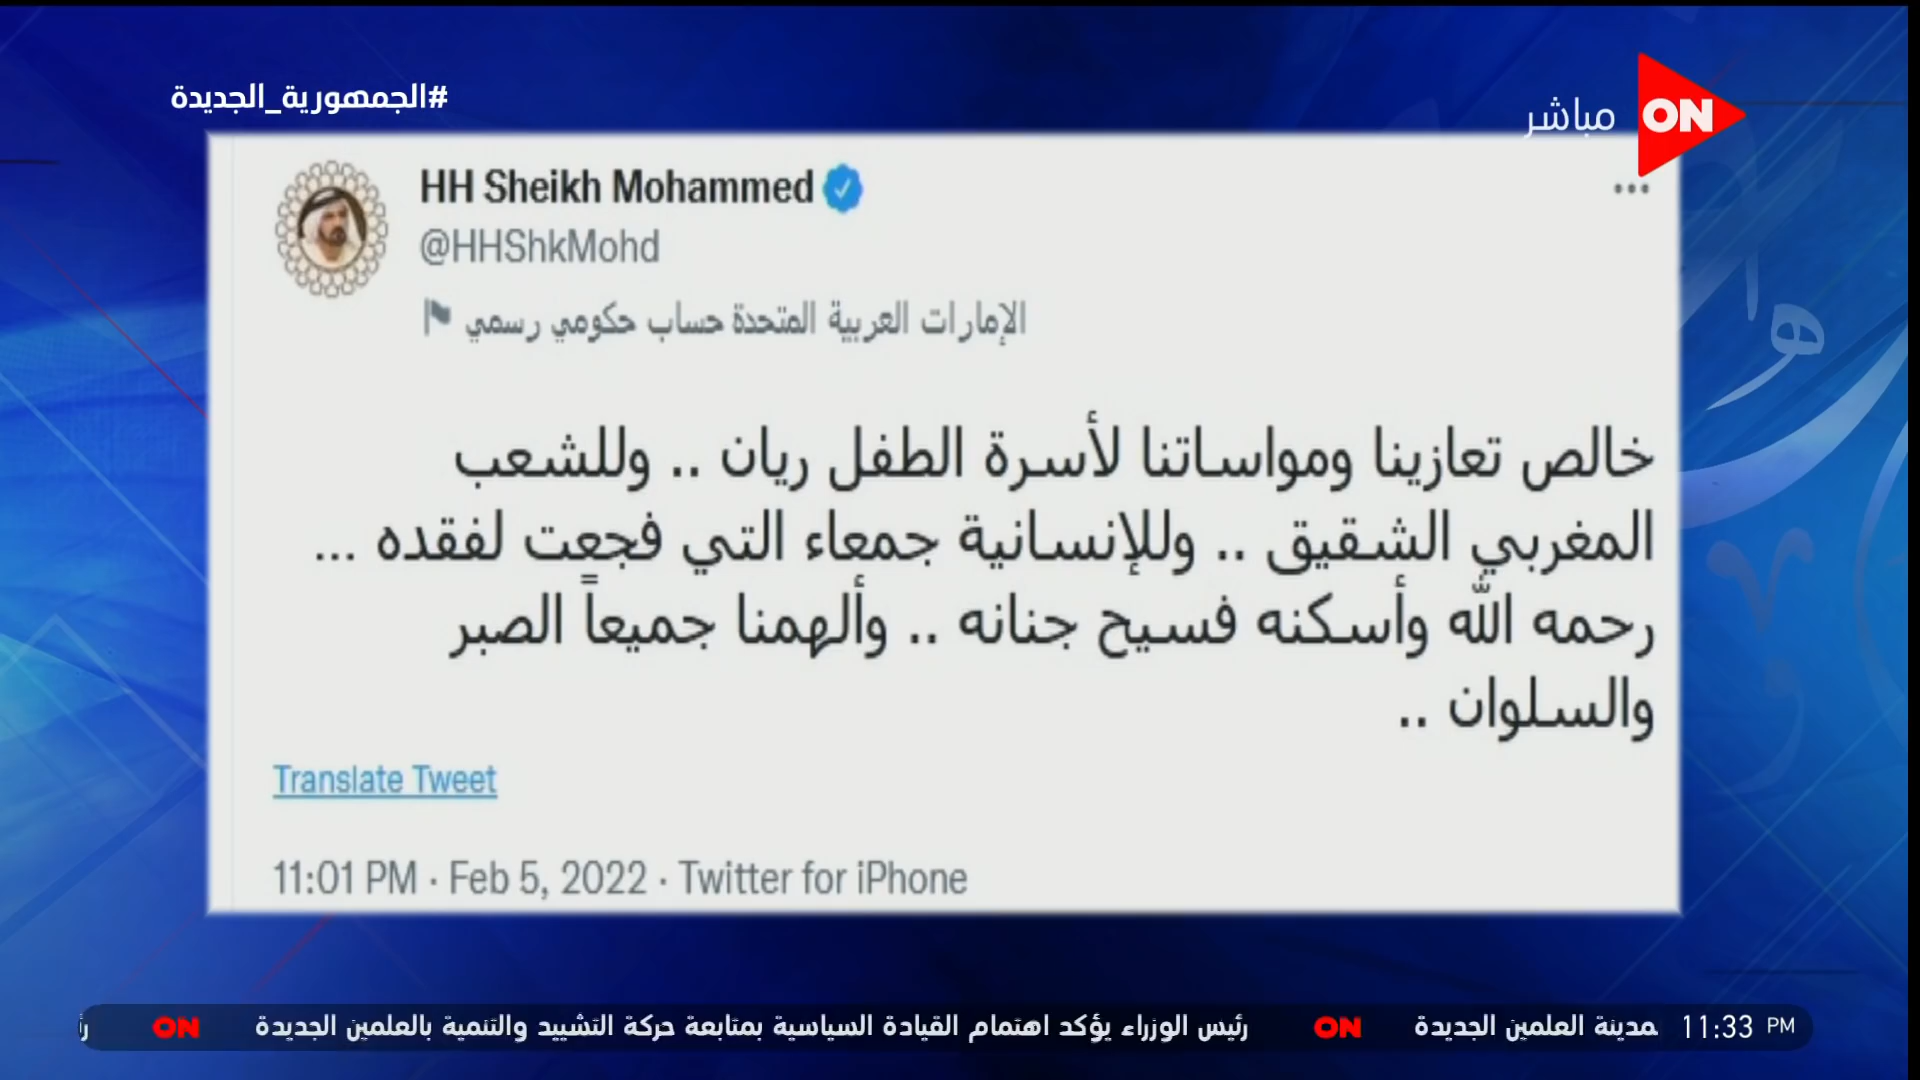 #الجمهورية_الجديدة
مباشر ON
HH Sheikh Mohammed
@HHShkMohd
الإمارات العربية المتحدة حساب حكومي رسمي
خالص تعازينا ومواساتنا لأسرة الطفل ريان .. وللشعب
المغربي الشقيق .. وللإنسانية جمعاء التي فجعت لفقده ...
رحمه الله وأسكنه فسيح جنانه .. وألهمنا جميعاً الصبر
والسلوان ..
Translate Tweet
11:01 PM · Feb 5, 2022 · Twitter for iPhone
11:33 PM
مدينة العلمين الجديدة ON رئيس الوزراء يؤكد اهتمام القيادة السياسية بمتابعة حركة التشييد والتنمية بالعلمين الجديدة ON